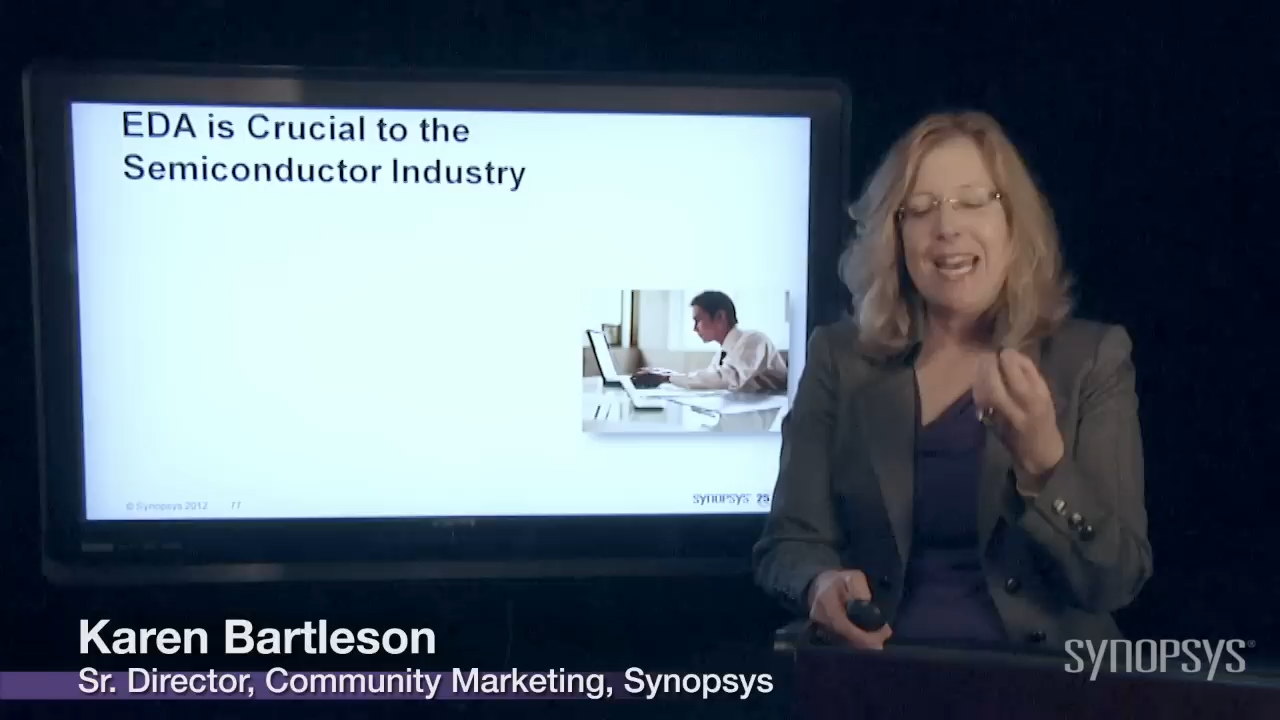 EDA is Crucial to the
Semiconductor Industry
© Synopsys 2012 77
SYNOPSYS 25
Karen Bartleson
Sr. Director, Community Marketing, Synopsys
SYNOPSYS®